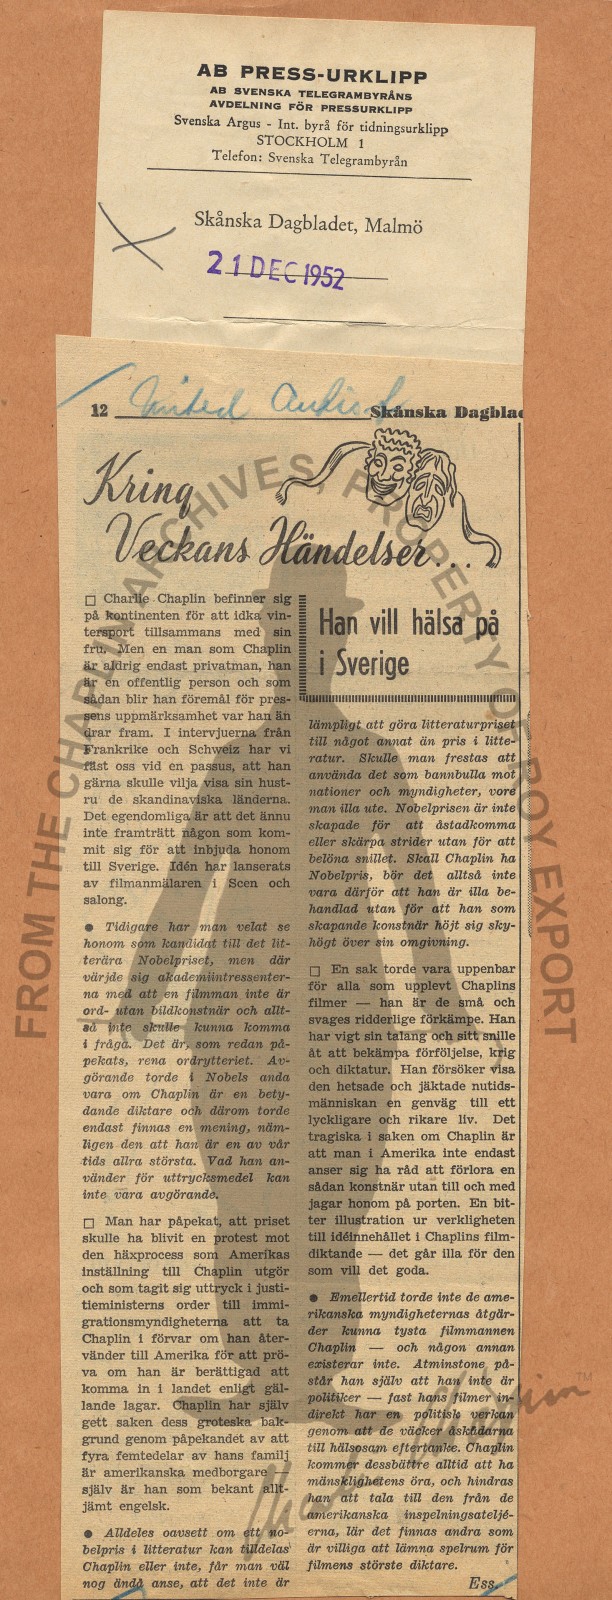 AB PRESS-URKLIPP
AB SVENSKA TELEGRAMBYRÅNS
AVDELNING FÖR PRESSURKLIPP
Svenska Argus - Int. byrå för tidningsurklipp
STOCKHOLM 1
Telefon: Svenska Telegrambyrån
Skånska Dagbladet, Malmö
21 DEC 1952
United Artist
12
Skånska Dagblad
Kring
Veckans Händelser...
Han vill hälsa på
i Sverige
□ Charlie Chaplin befinner sig
på kontinenten för att idka vin-
tersport tillsammans med sin
fru. Men en man som Chaplin
är aldrig endast privatman, han
är en offentlig person och som
sådan blir han föremål för pres-
sens uppmärksamhet var han än
drar fram. I intervjuerna från
Frankrike och Schweiz har vi
fäst oss vid en passus, att han
gärna skulle vilja visa sin hust-
ru de skandinaviska länderna.
Det egendomliga är att det ännu
inte framträtt någon som kom-
mit sig för att inbjuda honom
till Sverige. Idén har lanserats
av filmanmälaren i Scen och
salong.
● Tidigare har man velat se
honom som kandidat till det lit-
terära Nobelpriset, men där
värjde sig akademiintressenter-
na med att en filmman inte är
ord- utan bildkonstnär och allt-
så inte skulle kunna komma
i fråga. Det är, som redan på-
pekats, rena ordrytteriet. Av-
görande torde i Nobels anda
vara om Chaplin är en bety-
dande diktare och därom torde
endast finnas en mening, näm-
ligen den att han är en av vår
tids allra största. Vad han an-
vänder för uttrycksmedel kan
inte vara avgörande.
□ Man har påpekat, att priset
skulle ha blivit en protest mot
den häxprocess som Amerikas
inställning till Chaplin utgör
och som tagit sig uttryck i justi-
tieministerns order till immi-
grationsmyndigheterna att ta
Chaplin i förvar om han åter-
vänder till Amerika för att prö-
va om han är berättigad att
komma in i landet enligt gäl-
lande lagar. Chaplin har själv
gett saken dess groteska bak-
grund genom påpekandet av att
fyra femtedelar av hans familj
är amerikanska medborgare —
själv är han som bekant allt-
jämt engelsk.
● Alldeles oavsett om ett no-
belpris i litteratur kan tilldelas
Chaplin eller inte, får man väl
nog ändå anse, att det inte är
lämpligt att göra litteraturpriset
till något annat än pris i litte-
ratur. Skulle man frestas att
använda det som bannbulla mot
nationer och myndigheter, vore
man illa ute. Nobelprisen är inte
skapade för att åstadkomma
eller skärpa strider utan för att
belöna snillet. Skall Chaplin ha
Nobelpris, bör det alltså inte
vara därför att han är illa be-
handlad utan för att han som
skapande konstnär höjt sig sky-
högt över sin omgivning.
□ En sak torde vara uppenbar
för alla som upplevt Chaplins
filmer — han är de små och
svages ridderlige förkämpe. Han
har vigt sin talang och sitt snille
åt att bekämpa förföljelse, krig
och diktatur. Han försöker visa
den hetsade och jäktade nutids-
människan en genväg till ett
lyckligare och rikare liv. Det
tragiska i saken om Chaplin är
att man i Amerika inte endast
anser sig ha råd att förlora en
sådan konstnär utan till och med
jagar honom på porten. En bit-
ter illustration ur verkligheten
till idéinnehållet i Chaplins film-
diktande — det går illa för den
som vill det goda.
● Emellertid torde inte de ame-
rikanska myndigheternas åtgär-
der kunna tysta filmmannen
Chaplin — och någon annan
existerar inte. Åtminstone på-
står han själv att han inte är
politiker — fast hans filmer in-
direkt har en politisk verkan
genom att de väcker åskådarna
till hälsosam eftertanke. Chaplin
kommer dessbättre alltid att ha
mänsklighetens öra, och hindras
han att tala till den från de
amerikanska inspelningsateljé-
erna, lär det finnas andra som
är villiga att lämna spelrum för
filmens störste diktare.
Ess.
FROM THE CHAPLIN ARCHIVES, PROPERTY OF ROY EXPORT
Charlie Chaplin™